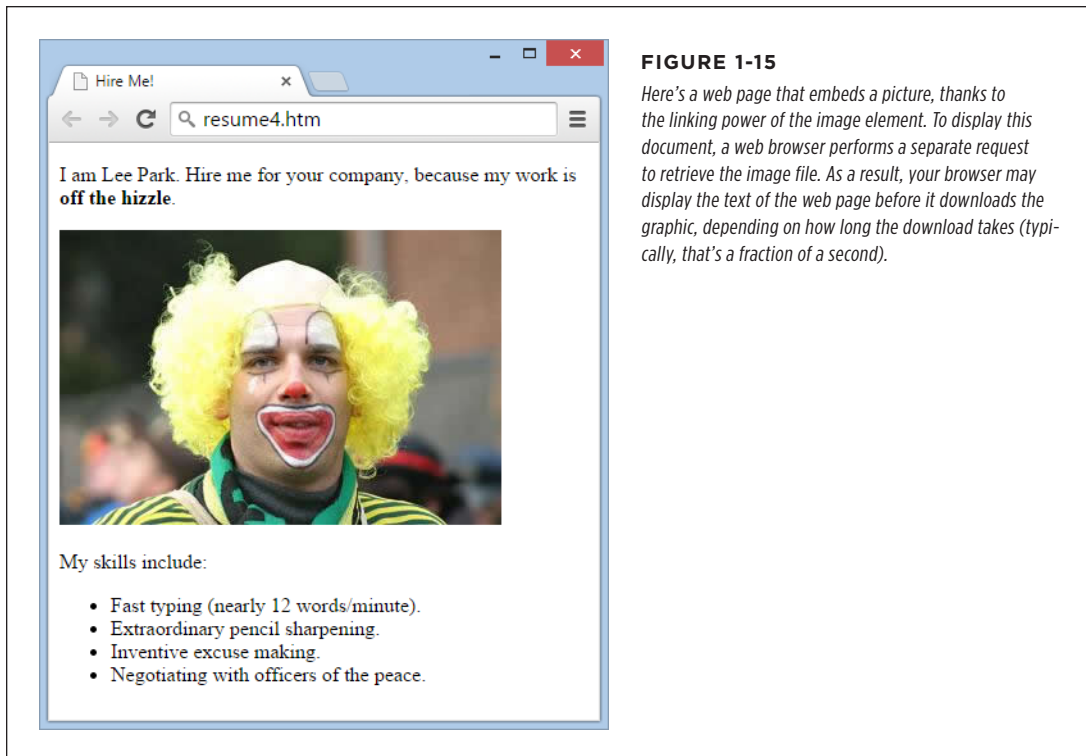 Hire Me!
resume4.htm
I am Lee Park. Hire me for your company, because my work is
off the hizzle.
My skills include:
• Fast typing (nearly 12 words/minute).
• Extraordinary pencil sharpening.
• Inventive excuse making.
• Negotiating with officers of the peace.
FIGURE 1-15
Here's a web page that embeds a picture, thanks to
the linking power of the image element. To display this
document, a web browser performs a separate request
to retrieve the image file. As a result, your browser may
display the text of the web page before it downloads the
graphic, depending on how long the download takes (typi-
cally, that's a fraction of a second).